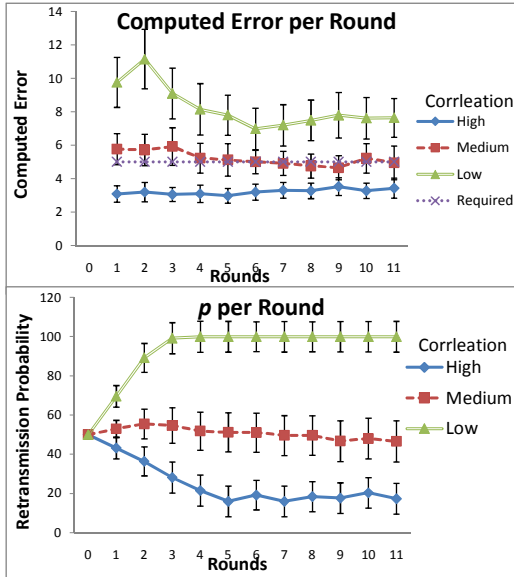 Computed Error per Round
14
12
10
8
6
4
2
0
Computed Error
0 1 2 3 4 5 6 7 8 9 10 11
Rounds
Corrleation
High
Medium
Low
Required
p per Round
120
100
80
60
40
20
0
Retransmission Probability
0 1 2 3 4 5 6 7 8 9 10 11
Rounds
Corrleation
High
Medium
Low